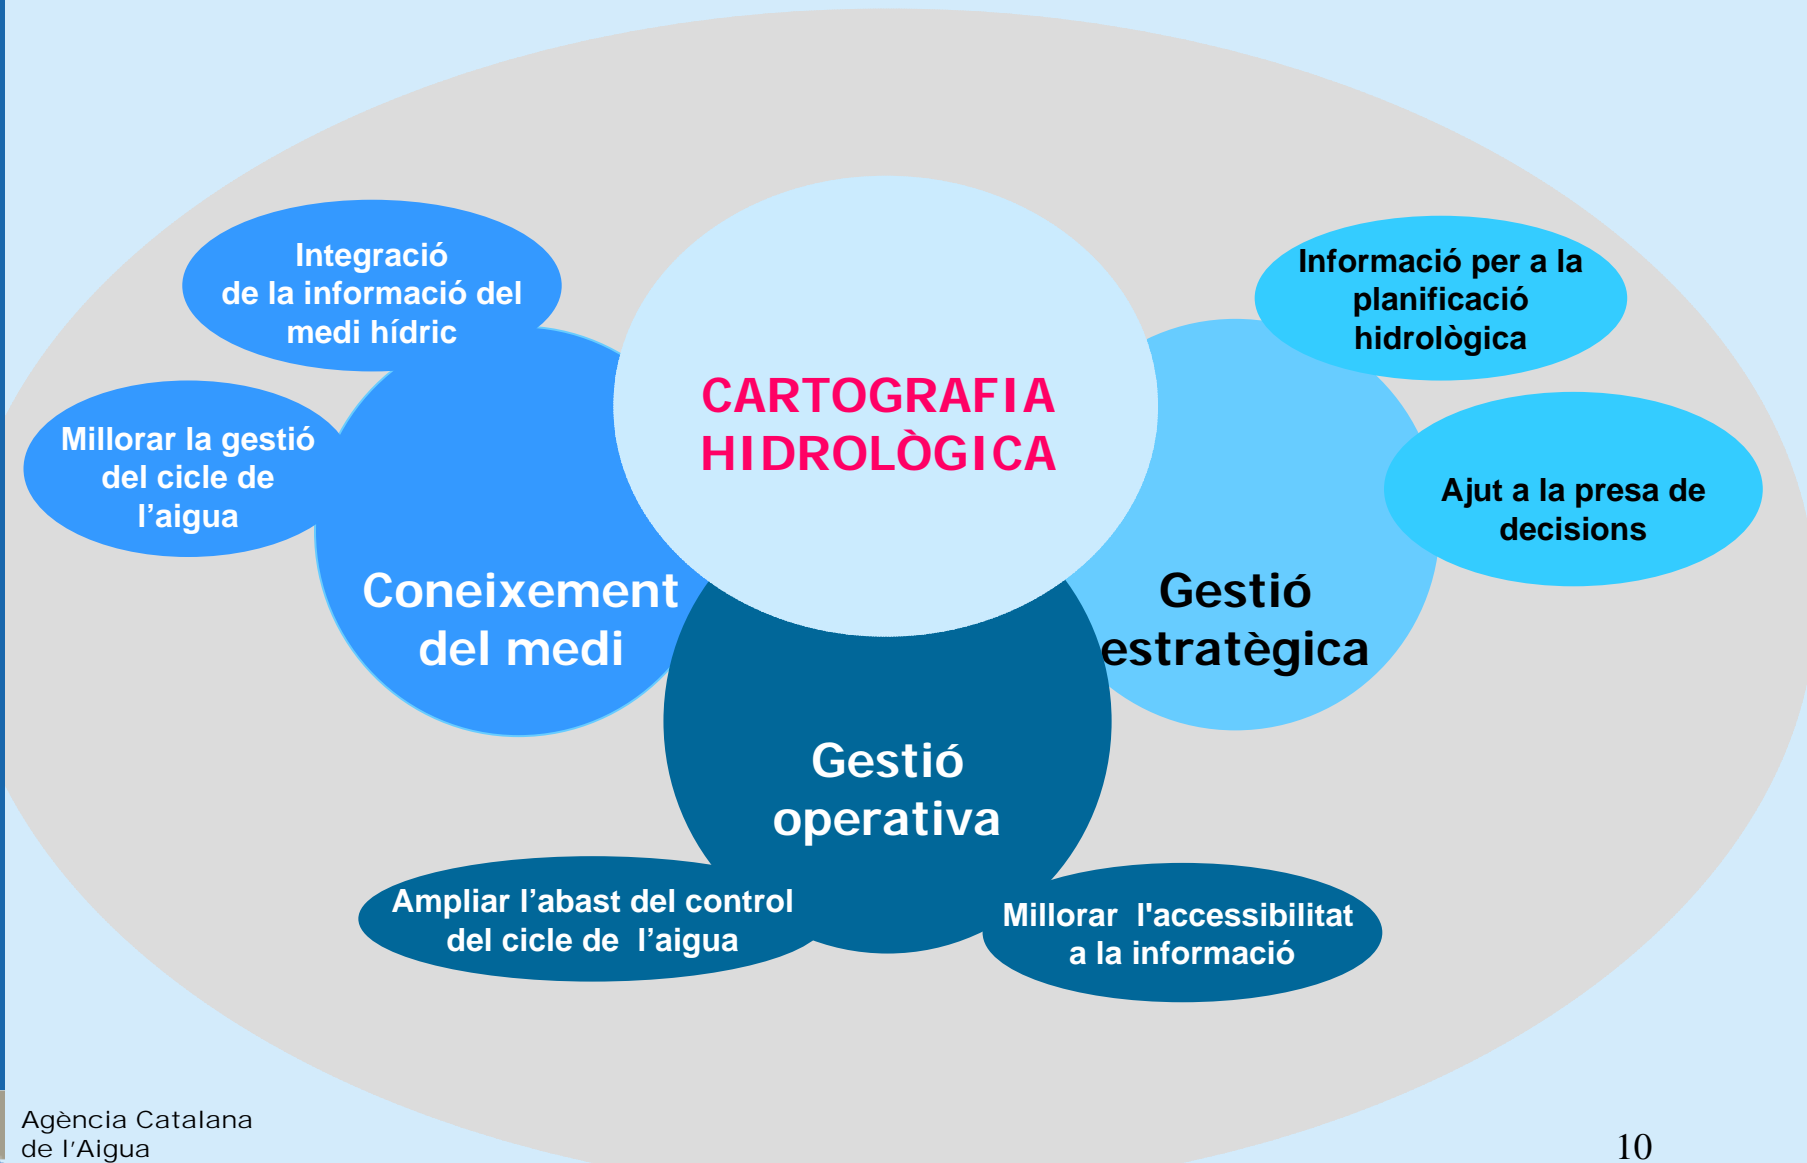 Integració
de la informació del
medi hídric
Millorar la gestió
del cicle de
l’aigua
Coneixement
del medi
CARTOGRAFIA
HIDROLÒGICA
Informació per a la
planificació
hidrològica
Ajut a la presa de
decisions
Gestió
estratègica
Gestió
operativa
Ampliar l’abast del control
del cicle de  l’aigua
Millorar  l'accessibilitat
a la informació
Agència Catalana
de l’Aigua
10